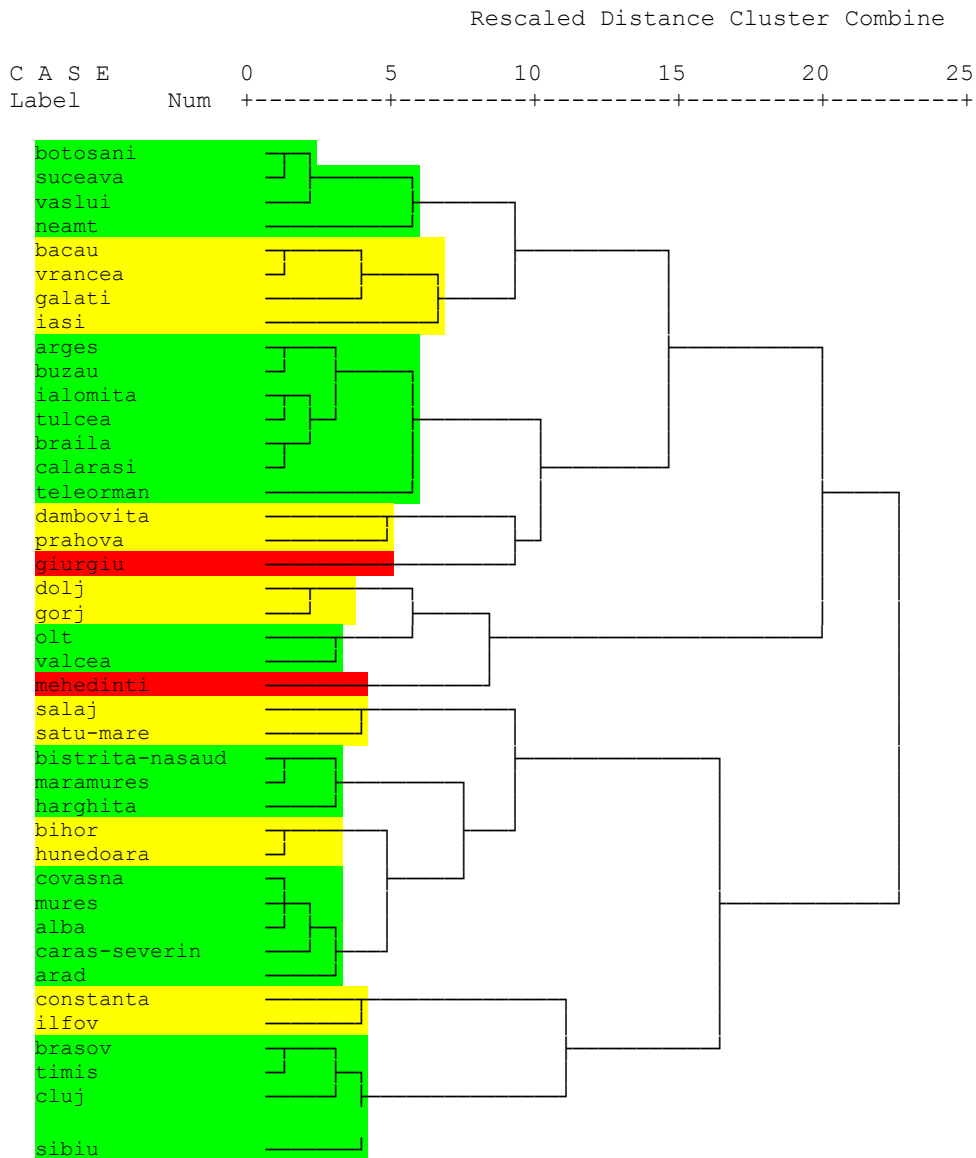 Rescaled Distance Cluster Combine
C A S E 0 5 10 15 20 25
Label Num +---------+---------+---------+---------+---------+
botosani
suceava
vaslui
neamt
bacau
vrancea
galati
iasi
arges
buzau
ialomita
tulcea
braila
calarasi
teleorman
dambovita
prahova
giurgiu
dolj
gorj
olt
valcea
mehedinti
salaj
satu-mare
bistrita-nasaud
maramures
harghita
bihor
hunedoara
covasna
mures
alba
caras-severin
arad
constanta
ilfov
brasov
timis
cluj
sibiu